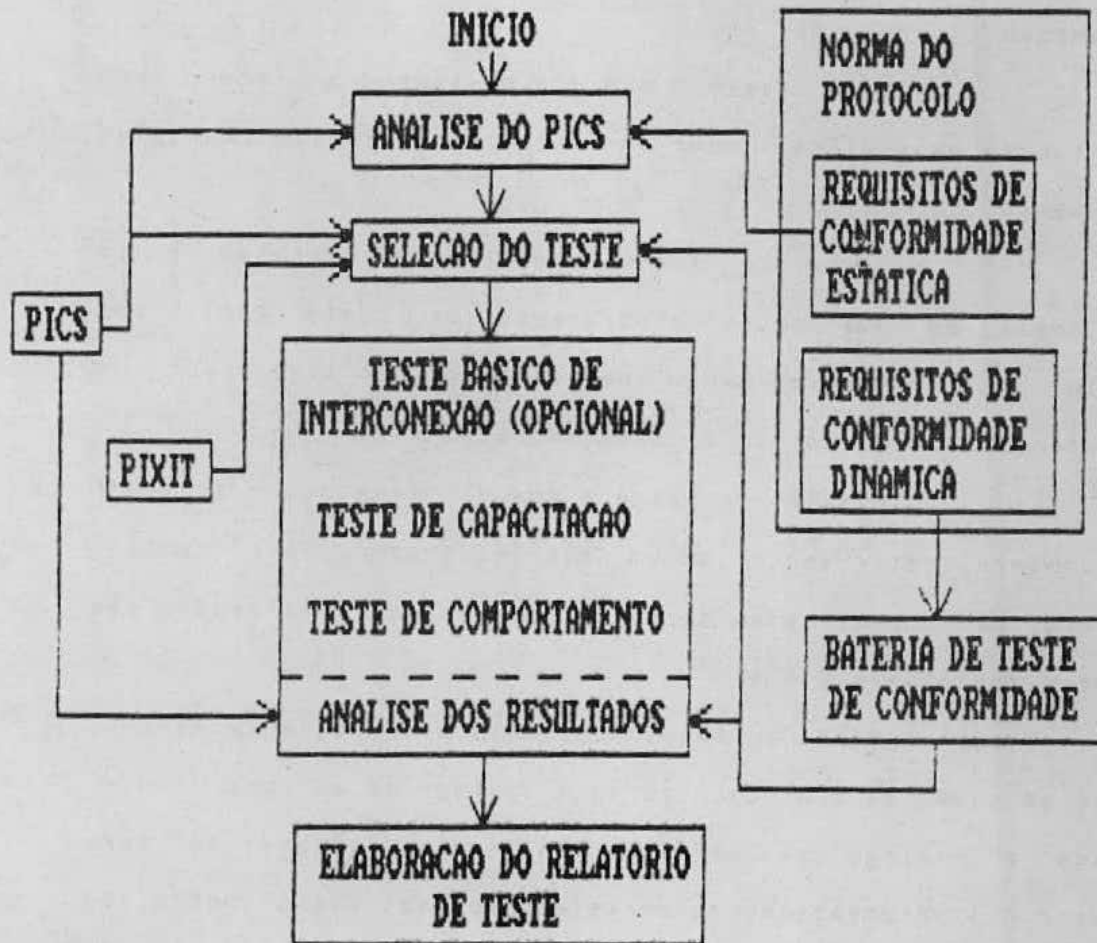 INICIO
ANALISE DO PICS
SELECAO DO TESTE
PICS
PIXIT
TESTE BASICO DE
INTERCONEXAO (OPCIONAL)
TESTE DE CAPACITACAO
TESTE DE COMPORTAMENTO
ANALISE DOS RESULTADOS
ELABORACAO DO RELATORIO
DE TESTE
NORMA DO
PROTOCOLO
REQUISITOS DE
CONFORMIDADE
ESTATICA
REQUISITOS DE
CONFORMIDADE
DINAMICA
BATERIA DE TESTE
DE CONFORMIDADE